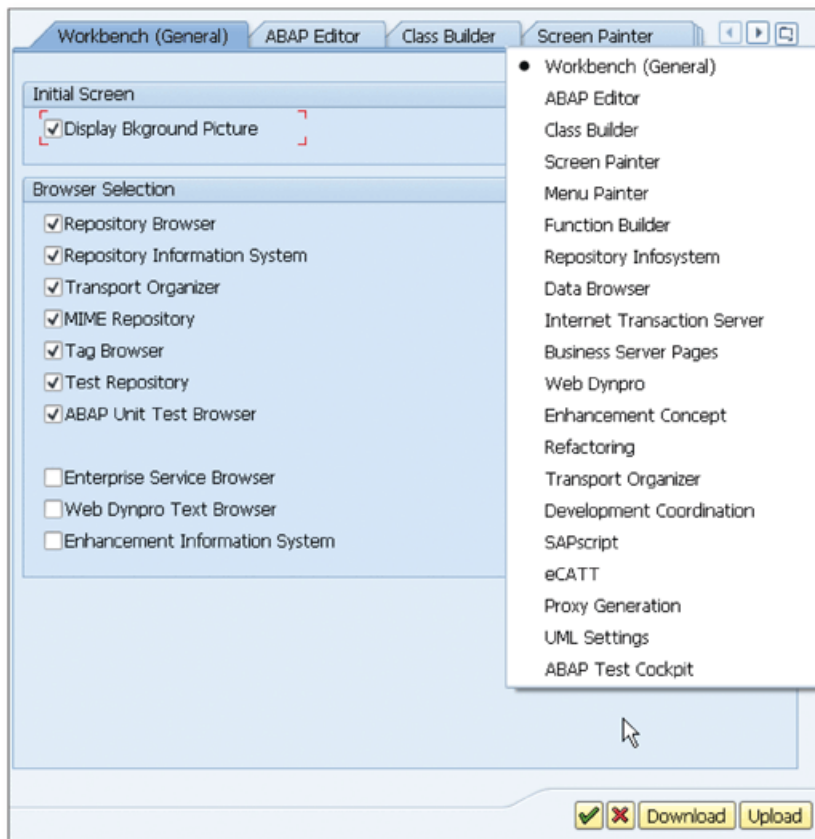 Workbench (General) ABAP Editor Class Builder Screen Painter
Initial Screen
Display Bkground Picture
Browser Selection
Repository Browser
Repository Information System
Transport Organizer
MIME Repository
Tag Browser
Test Repository
ABAP Unit Test Browser
Enterprise Service Browser
Web Dynpro Text Browser
Enhancement Information System
Workbench (General)
ABAP Editor
Class Builder
Screen Painter
Menu Painter
Function Builder
Repository Infosystem
Data Browser
Internet Transaction Server
Business Server Pages
Web Dynpro
Enhancement Concept
Refactoring
Transport Organizer
Development Coordination
SAPscript
eCATT
Proxy Generation
UML Settings
ABAP Test Cockpit
Download Upload